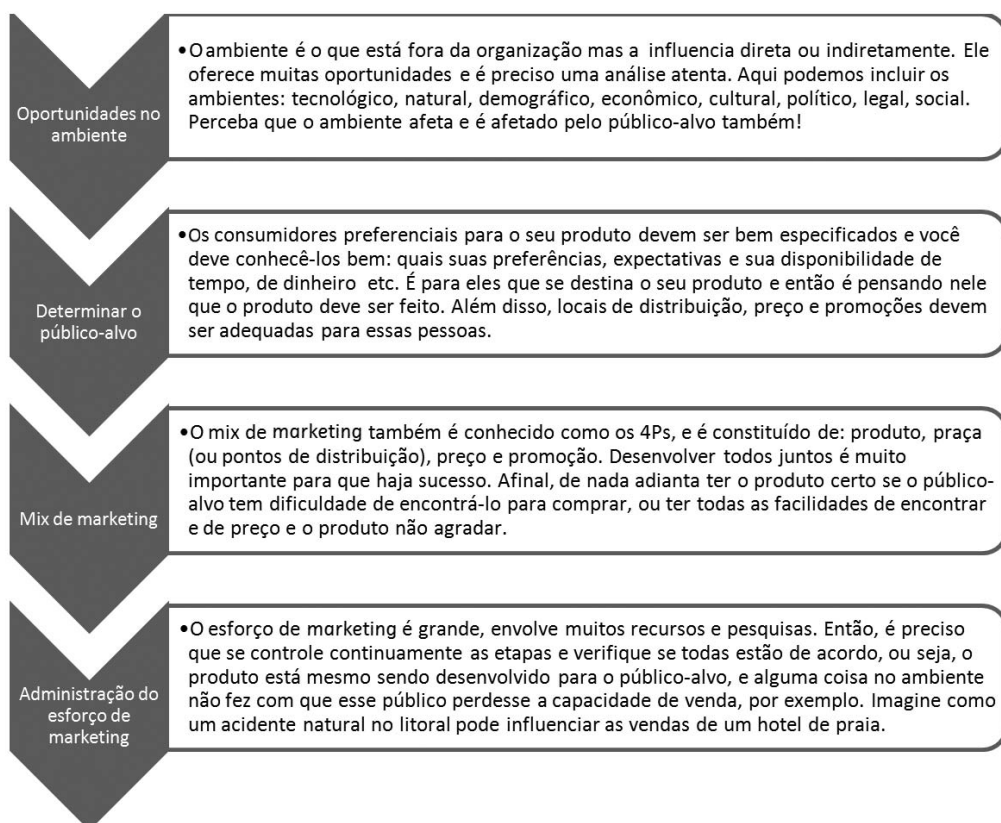 Oportunidades no
ambiente
•O ambiente é o que está fora da organização mas a influencia direta ou indiretamente. Ele
oferece muitas oportunidades e é preciso uma análise atenta. Aqui podemos incluir os
ambientes: tecnológico, natural, demográfico, econômico, cultural, político, legal, social.
Perceba que o ambiente afeta e é afetado pelo público-alvo também!
Determinar o
público-alvo
•Os consumidores preferenciais para o seu produto devem ser bem especificados e você
deve conhecê-los bem: quais suas preferências, expectativas e sua disponibilidade de
tempo, de dinheiro etc. É para eles que se destina o seu produto e então é pensando nele
que o produto deve ser feito. Além disso, locais de distribuição, preço e promoções devem
ser adequadas para essas pessoas.
Mix de marketing
•O mix de marketing também é conhecido como os 4Ps, e é constituído de: produto, praça
(ou pontos de distribuição), preço e promoção. Desenvolver todos juntos é muito
importante para que haja sucesso. Afinal, de nada adianta ter o produto certo se o público-
alvo tem dificuldade de encontrá-lo para comprar, ou ter todas as facilidades de encontrar
e de preço e o produto não agradar.
Administração do
esforço de
marketing
•O esforço de marketing é grande, envolve muitos recursos e pesquisas. Então, é preciso
que se controle continuamente as etapas e verifique se todas estão de acordo, ou seja, o
produto está mesmo sendo desenvolvido para o público-alvo, e alguma coisa no ambiente
não fez com que esse público perdesse a capacidade de venda, por exemplo. Imagine como
um acidente natural no litoral pode influenciar as vendas de um hotel de praia.